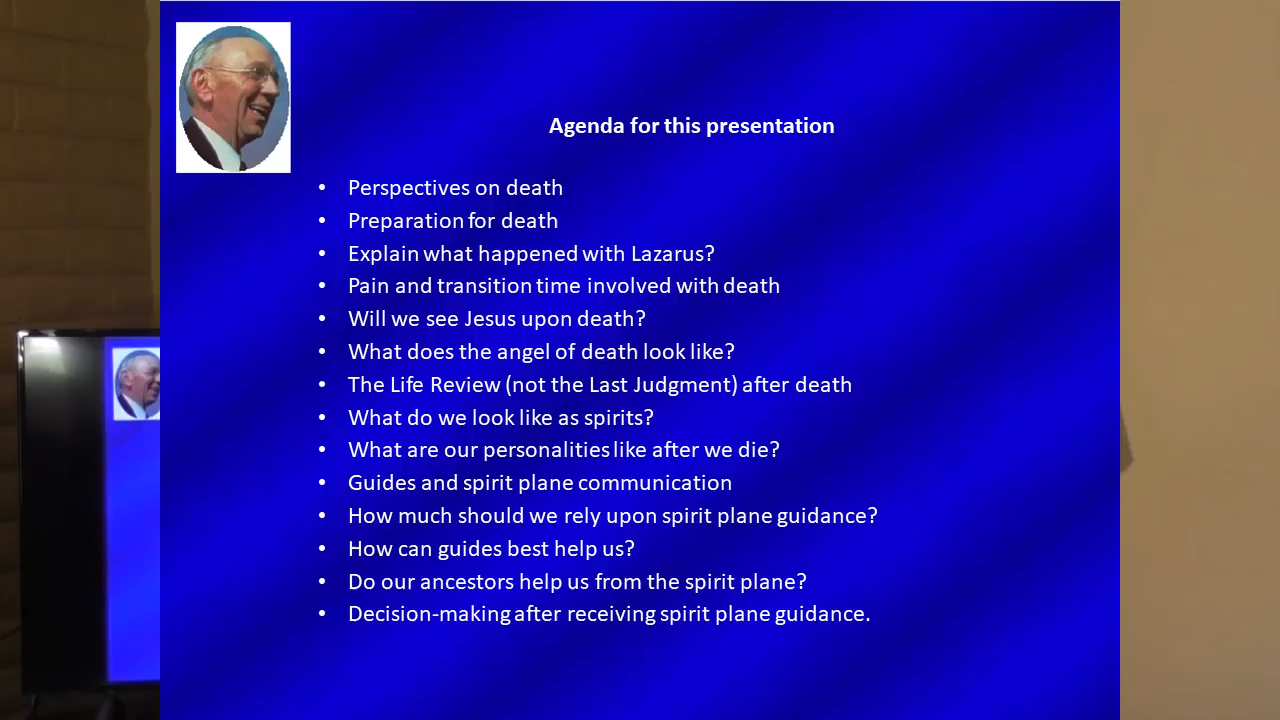 Agenda for this presentation
• Perspectives on death
• Preparation for death
• Explain what happened with Lazarus?
• Pain and transition time involved with death
• Will we see Jesus upon death?
• What does the angel of death look like?
• The Life Review (not the Last Judgment) after death
• What do we look like as spirits?
• What are our personalities like after we die?
• Guides and spirit plane communication
• How much should we rely upon spirit plane guidance?
• How can guides best help us?
• Do our ancestors help us from the spirit plane?
• Decision-making after receiving spirit plane guidance.